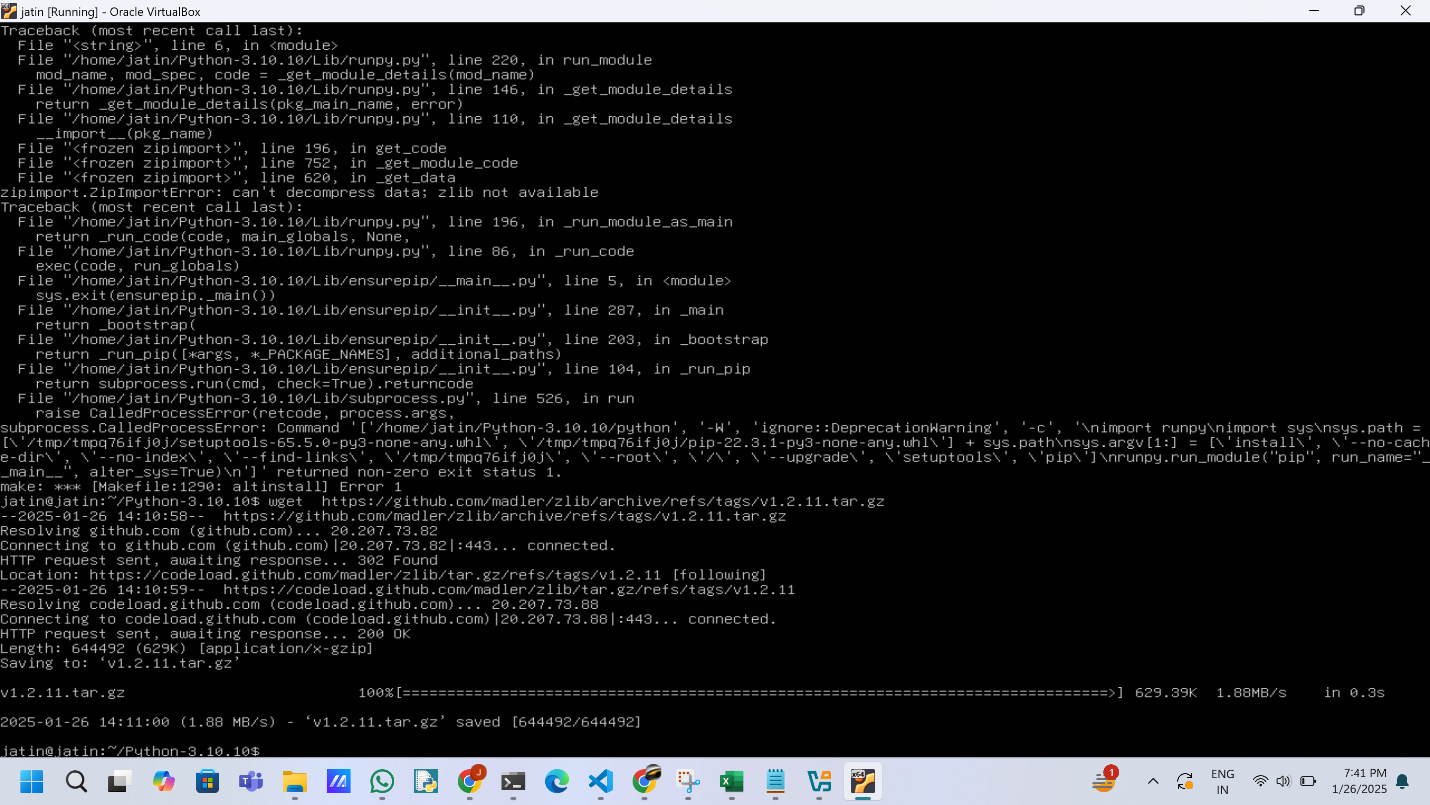 jatin [Running] - Oracle VirtualBox
Traceback (most recent call last):
  File "<string>", line 6, in <module>
  File "/home/jatin/Python-3.10.10/Lib/runpy.py", line 220, in run_module
    mod_name, mod_spec, code = _get_module_details(mod_name)
  File "/home/jatin/Python-3.10.10/Lib/runpy.py", line 146, in _get_module_details
    return _get_module_details(pkg_main_name, error)
  File "/home/jatin/Python-3.10.10/Lib/runpy.py", line 110, in _get_module_details
    __import__(pkg_name)
  File "<frozen zipimport>", line 196, in get_code
  File "<frozen zipimport>", line 752, in _get_module_code
  File "<frozen zipimport>", line 620, in _get_data
zipimport.ZipImportError: can't decompress data; zlib not available
Traceback (most recent call last):
  File "/home/jatin/Python-3.10.10/Lib/runpy.py", line 196, in _run_module_as_main
    return _run_code(code, main_globals, None,
  File "/home/jatin/Python-3.10.10/Lib/runpy.py", line 86, in _run_code
    exec(code, run_globals)
  File "/home/jatin/Python-3.10.10/Lib/ensurepip/__main__.py", line 5, in <module>
    sys.exit(ensurepip._main())
  File "/home/jatin/Python-3.10.10/Lib/ensurepip/__init__.py", line 287, in _main
    return _bootstrap(
  File "/home/jatin/Python-3.10.10/Lib/ensurepip/__init__.py", line 203, in _bootstrap
    return _run_pip([*args, *_PACKAGE_NAMES], additional_paths)
  File "/home/jatin/Python-3.10.10/Lib/ensurepip/__init__.py", line 104, in _run_pip
    return subprocess.run(cmd, check=True).returncode
  File "/home/jatin/Python-3.10.10/Lib/subprocess.py", line 526, in run
    raise CalledProcessError(retcode, process.args,
subprocess.CalledProcessError: Command '['/home/jatin/Python-3.10.10/python', '-W', 'ignore::DeprecationWarning', '-c', '\nimport runpy\nimport sys\nsys.path =
[\'/tmp/tmpq76ifj0j/setuptools-65.5.0-py3-none-any.whl\', \'/tmp/tmpq76ifj0j/pip-22.3.1-py3-none-any.whl\'] + sys.path\nsys.argv[1:] = [\'install\', \'--no-cac
he-dir\', \'--no-index\', \'--find-links\', \'/tmp/tmpq76ifj0j\', \'--root\', \'/\', \'--upgrade\', \'setuptools\', \'pip\']\nrunpy.run_module("pip", run_name="_
_main__", alter_sys=True)\n']' returned non-zero exit status 1.
make: *** [Makefile:1290: altinstall] Error 1
jatin@jatin:~/Python-3.10.10$ wget  https://github.com/madler/zlib/archive/refs/tags/v1.2.11.tar.gz
--2025-01-26 14:10:58--  https://github.com/madler/zlib/archive/refs/tags/v1.2.11.tar.gz
Resolving github.com (github.com)... 20.207.73.82
Connecting to github.com (github.com)|20.207.73.82|:443... connected.
HTTP request sent, awaiting response... 302 Found
Location: https://codeload.github.com/madler/zlib/tar.gz/refs/tags/v1.2.11 [following]
--2025-01-26 14:10:59--  https://codeload.github.com/madler/zlib/tar.gz/refs/tags/v1.2.11
Resolving codeload.github.com (codeload.github.com)... 20.207.73.88
Connecting to codeload.github.com (codeload.github.com)|20.207.73.88|:443... connected.
HTTP request sent, awaiting response... 200 OK
Length: 644492 (629K) [application/x-gzip]
Saving to: ‘v1.2.11.tar.gz’
v1.2.11.tar.gz                          100%[===============================================================================>] 629.39K  1.88MB/s    in 0.3s
2025-01-26 14:11:00 (1.88 MB/s) - ‘v1.2.11.tar.gz’ saved [644492/644492]
jatin@jatin:~/Python-3.10.10$
J
X64
1
ENG
IN
7:41 PM
1/26/2025